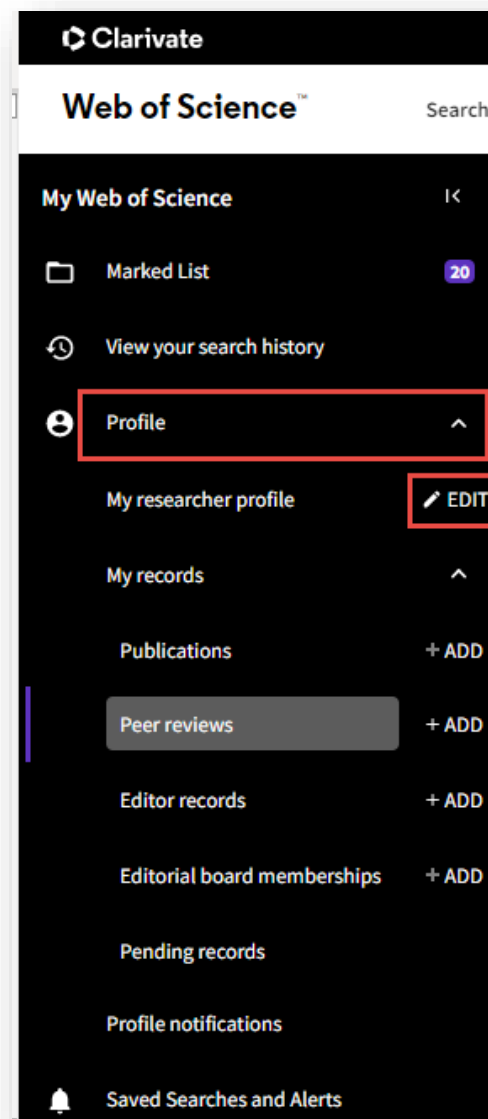 Clarivate
Web of Science™ Search
My Web of Science
Marked List 20
View your search history
Profile
My researcher profile EDIT
My records
Publications + ADD
Peer reviews + ADD
Editor records + ADD
Editorial board memberships + ADD
Pending records
Profile notifications
Saved Searches and Alerts